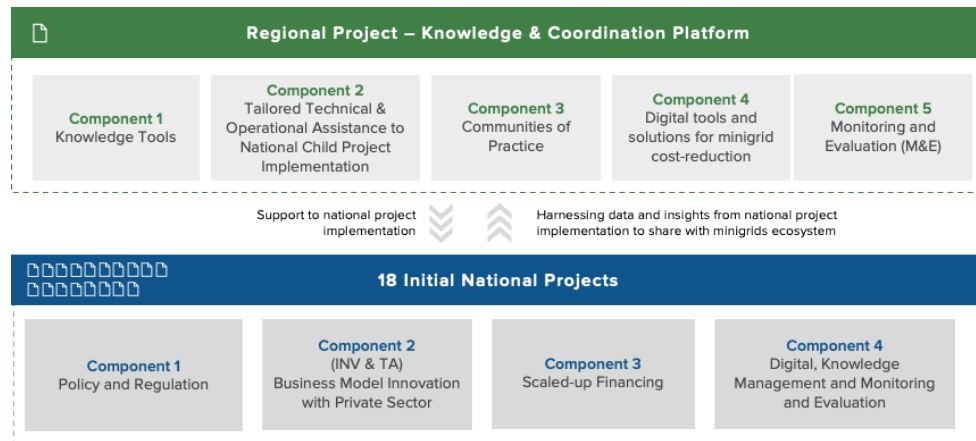 Regional Project – Knowledge & Coordination Platform
Component 1
Knowledge Tools
Component 2
Tailored Technical &
Operational Assistance to
National Child Project
Implementation
Component 3
Communities of
Practice
Component 4
Digital tools and
solutions for minigrid
cost-reduction
Component 5
Monitoring and
Evaluation (M&E)
Support to national project
implementation
Harnessing data and insights from national project
implementation to share with minigrids ecosystem
18 Initial National Projects
Component 1
Policy and Regulation
Component 2
(INV & TA)
Business Model Innovation
with Private Sector
Component 3
Scaled-up Financing
Component 4
Digital, Knowledge
Management and Monitoring
and Evaluation